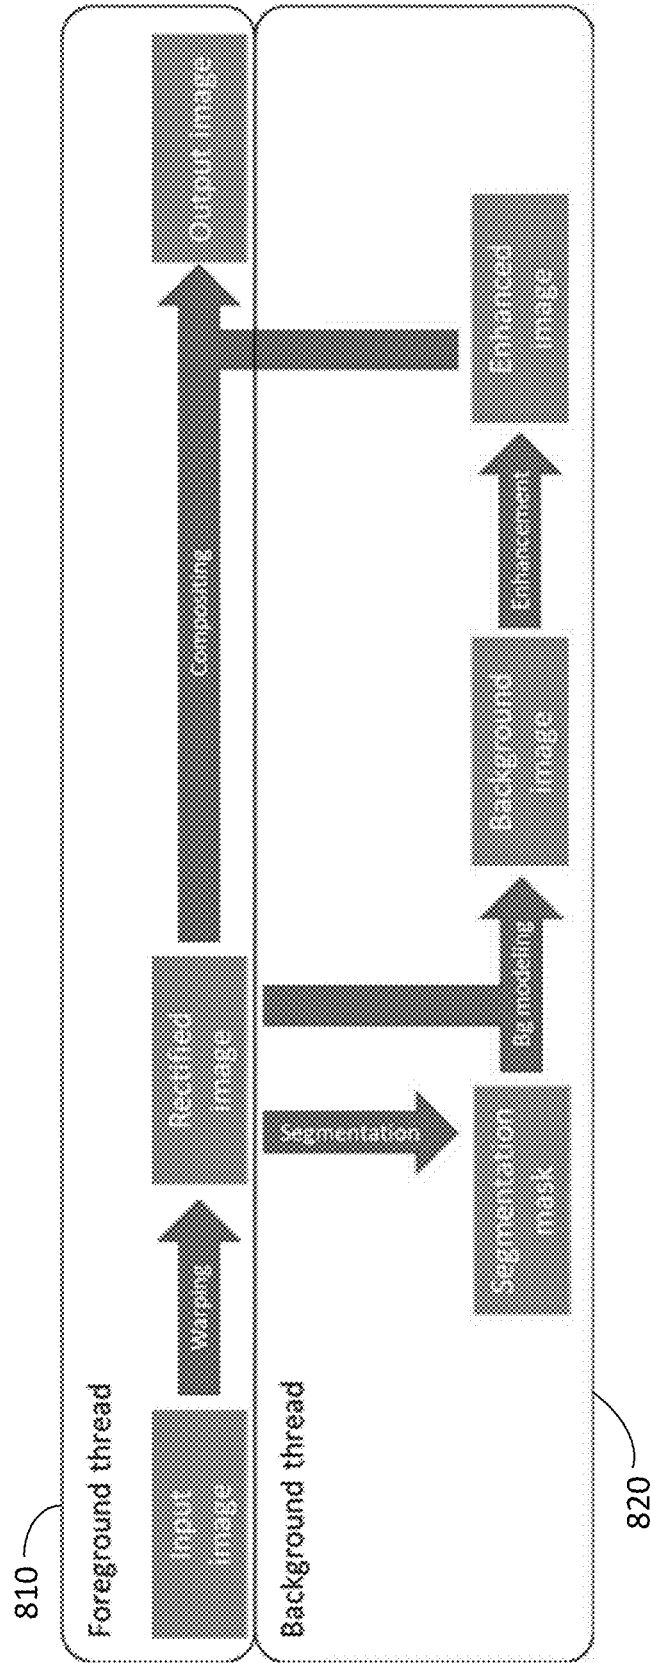 810
Foreground thread
Input
image
Warping
Rectified
image
Compositing
Output image
Background thread
Segmentation
Segmentation
mask
Bg modeling
Background
image
Enhancement
Enhanced
image
820